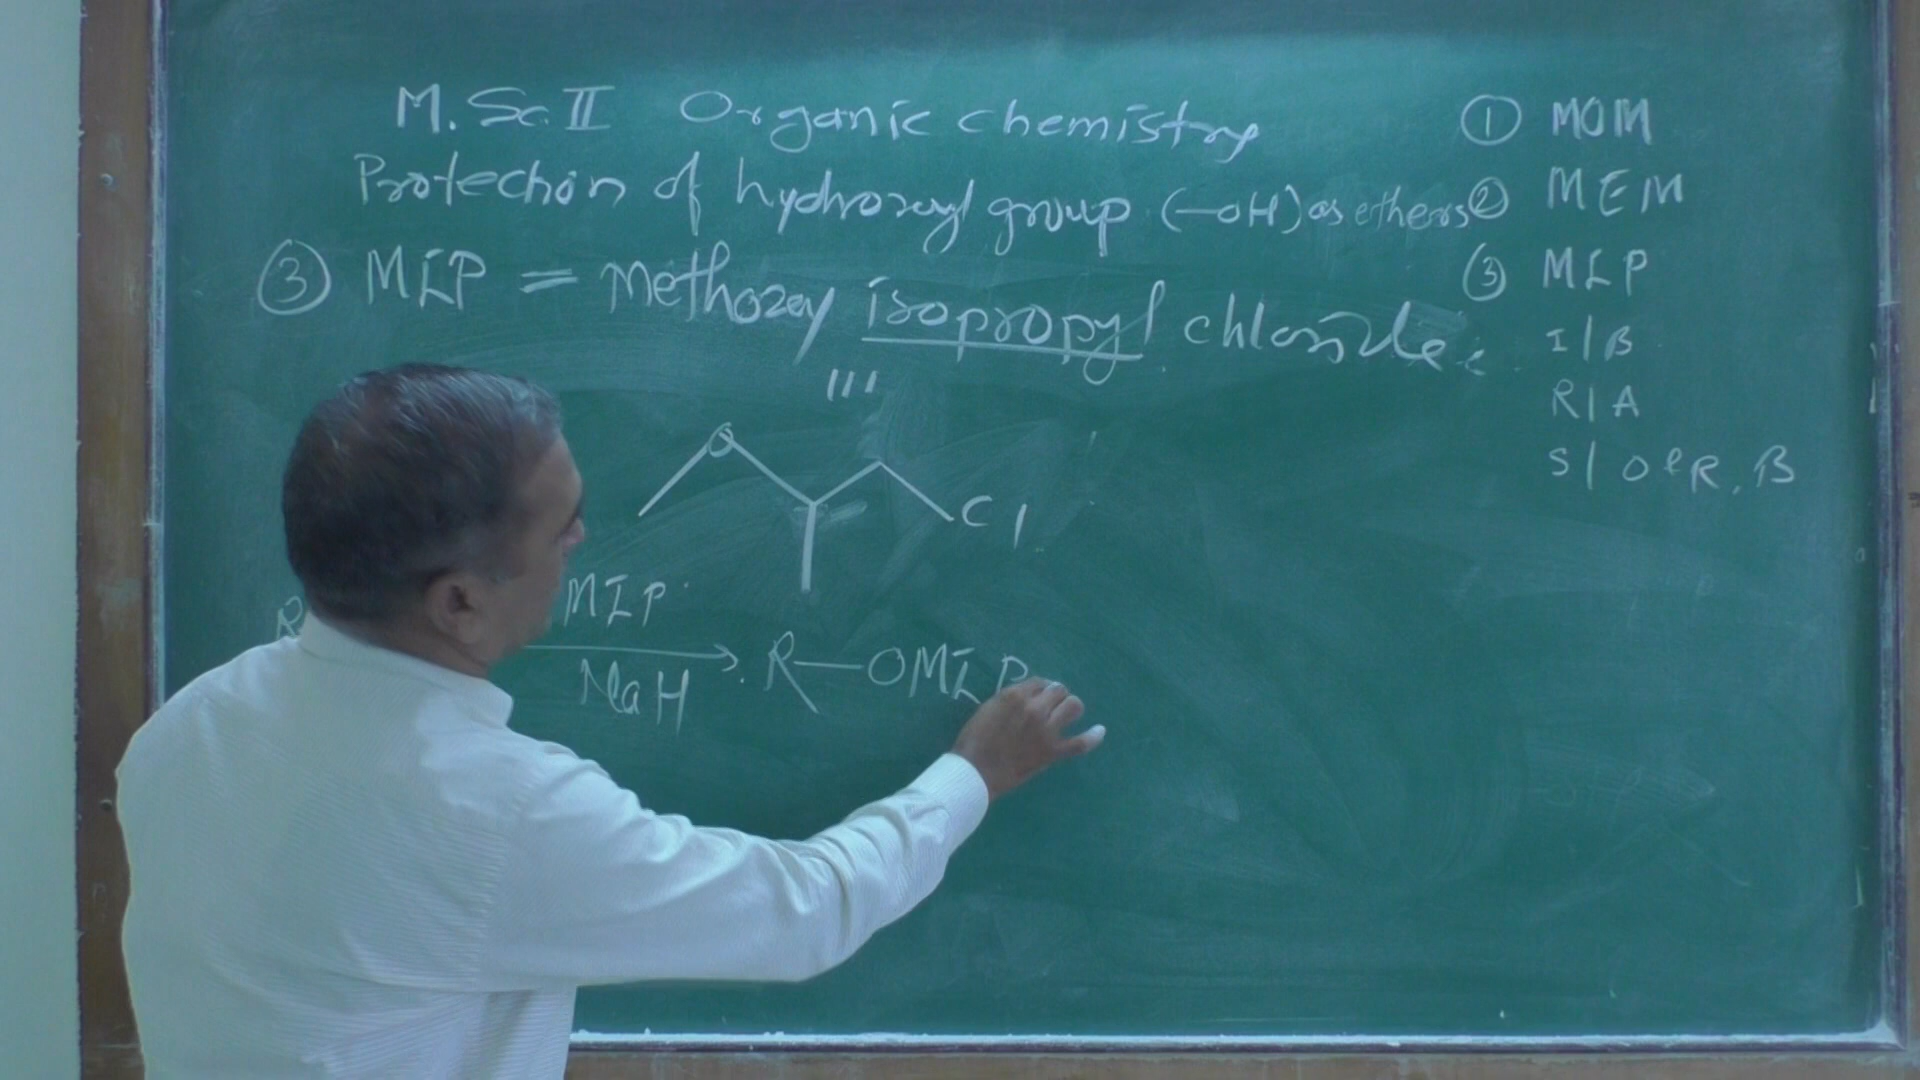 M.Sc.II Organic chemistry
Protection of hydroxyl group (-OH) as ethers
③ MIP = Methoxy isopropyl chloride
O
Cl
R
MIP
NaH
R—OMIP
① MOM
② MEM
③ MIP
I/B
R/A
S/